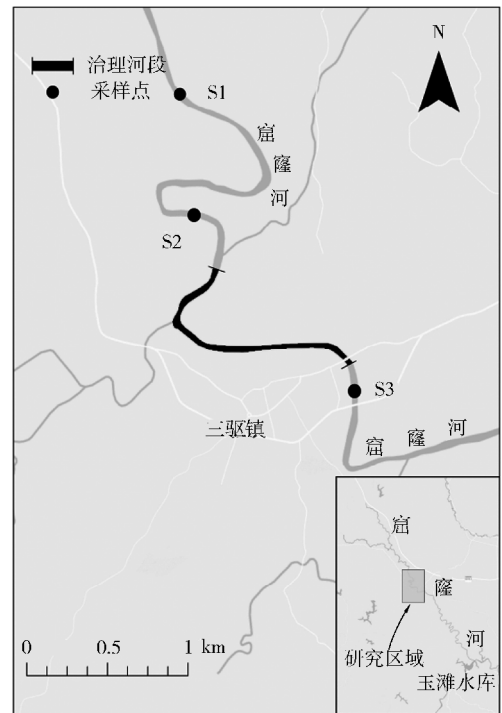 N
治理河段
采样点
S1
窟
窿
河
S2
S3
三驱镇
窟 窿 河
0 0.5 1 km
窟
窿
河
研究区域
玉滩水库